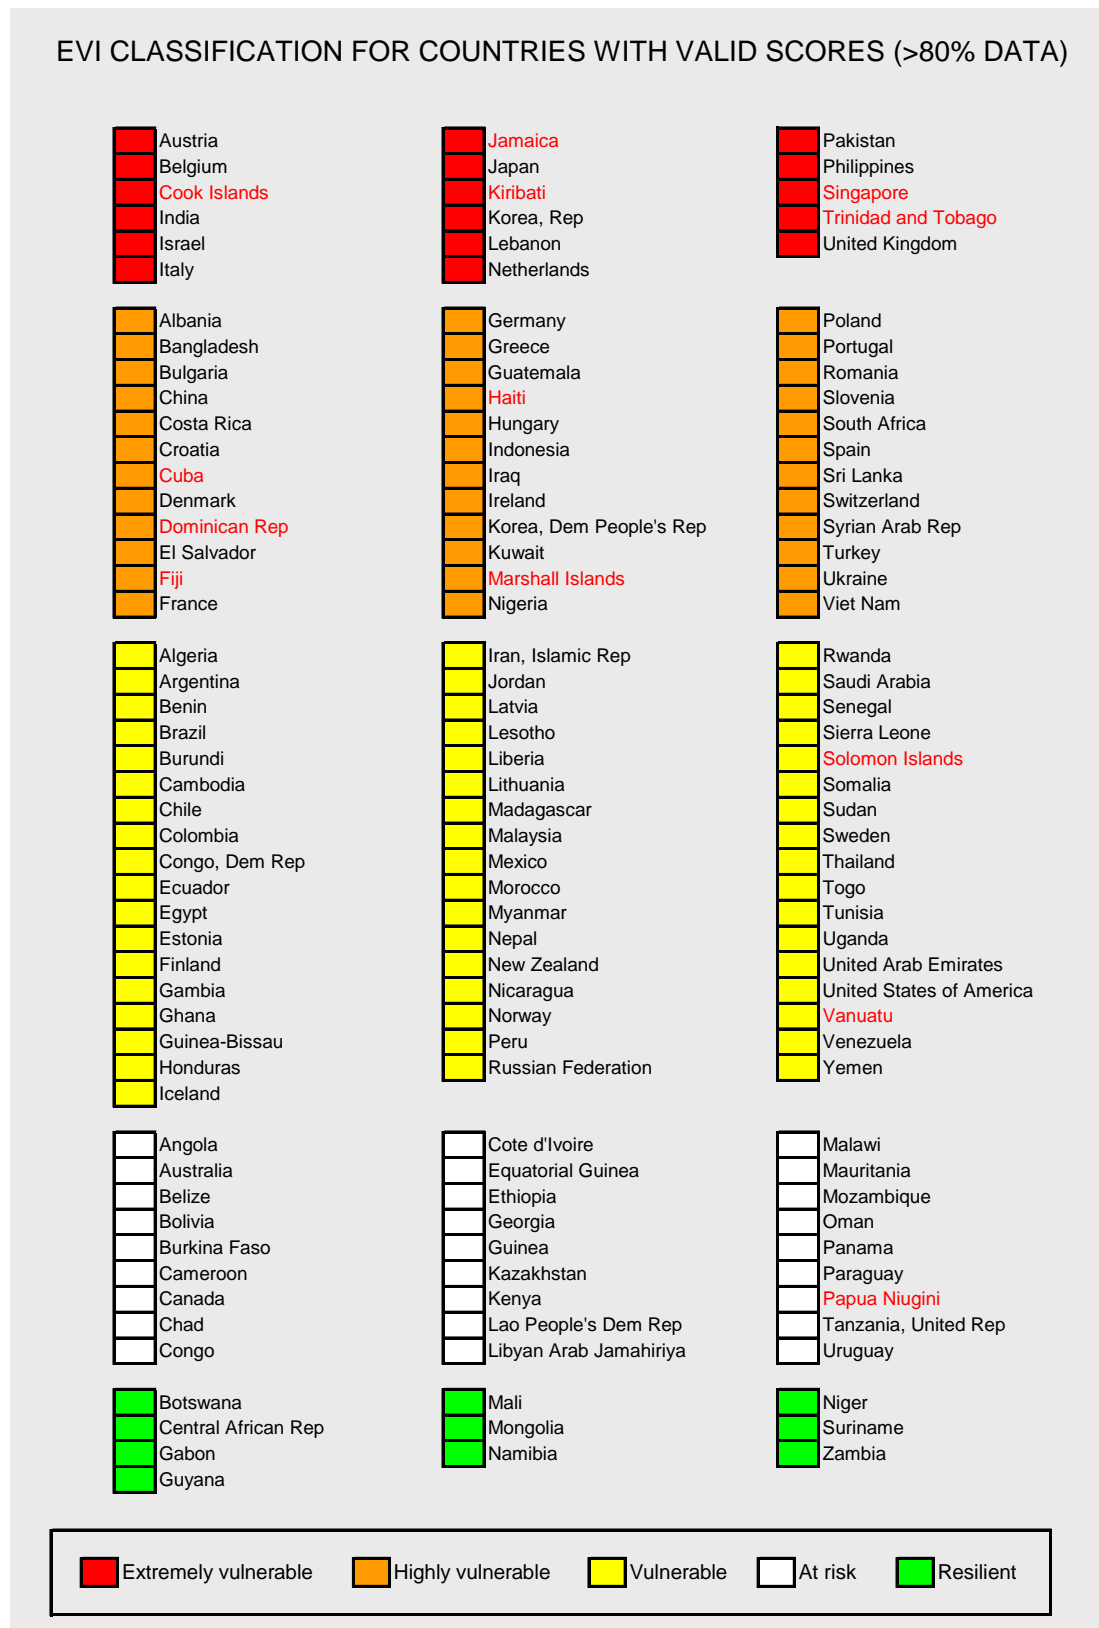 EVI CLASSIFICATION FOR COUNTRIES WITH VALID SCORES (>80% DATA)
Austria
Belgium
Cook Islands
India
Israel
Italy
Jamaica
Japan
Kiribati
Korea, Rep
Lebanon
Netherlands
Pakistan
Philippines
Singapore
Trinidad and Tobago
United Kingdom
Albania
Bangladesh
Bulgaria
China
Costa Rica
Croatia
Cuba
Denmark
Dominican Rep
El Salvador
Fiji
France
Germany
Greece
Guatemala
Haiti
Hungary
Indonesia
Iraq
Ireland
Korea, Dem People's Rep
Kuwait
Marshall Islands
Nigeria
Poland
Portugal
Romania
Slovenia
South Africa
Spain
Sri Lanka
Switzerland
Syrian Arab Rep
Turkey
Ukraine
Viet Nam
Algeria
Argentina
Benin
Brazil
Burundi
Cambodia
Chile
Colombia
Congo, Dem Rep
Ecuador
Egypt
Estonia
Finland
Gambia
Ghana
Guinea-Bissau
Honduras
Iceland
Iran, Islamic Rep
Jordan
Latvia
Lesotho
Liberia
Lithuania
Madagascar
Malaysia
Mexico
Morocco
Myanmar
Nepal
New Zealand
Nicaragua
Norway
Peru
Russian Federation
Rwanda
Saudi Arabia
Senegal
Sierra Leone
Solomon Islands
Somalia
Sudan
Sweden
Thailand
Togo
Tunisia
Uganda
United Arab Emirates
United States of America
Vanuatu
Venezuela
Yemen
Angola
Australia
Belize
Bolivia
Burkina Faso
Cameroon
Canada
Chad
Congo
Cote d'Ivoire
Equatorial Guinea
Ethiopia
Georgia
Guinea
Kazakhstan
Kenya
Lao People's Dem Rep
Libyan Arab Jamahiriya
Malawi
Mauritania
Mozambique
Oman
Panama
Paraguay
Papua Niugini
Tanzania, United Rep
Uruguay
Botswana
Central African Rep
Gabon
Guyana
Mali
Mongolia
Namibia
Niger
Suriname
Zambia
Extremely vulnerable
Highly vulnerable
Vulnerable
At risk
Resilient